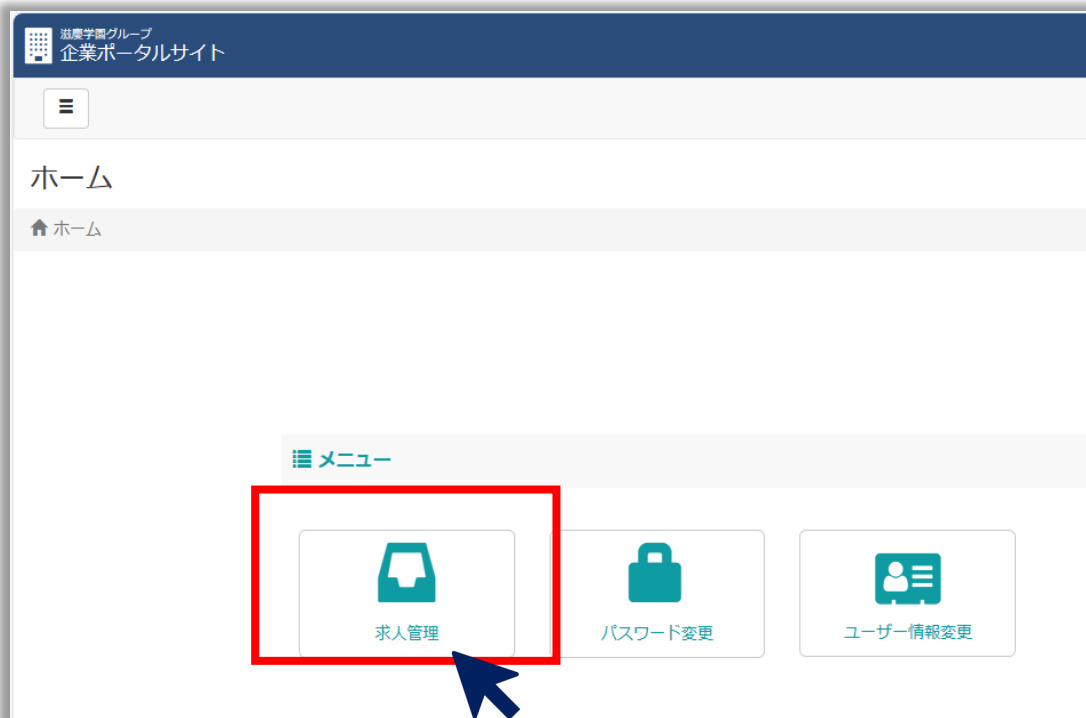 滋慶学園グループ
企業ポータルサイト
ホーム
ホーム
メニュー
求人管理
パスワード変更
ユーザー情報変更